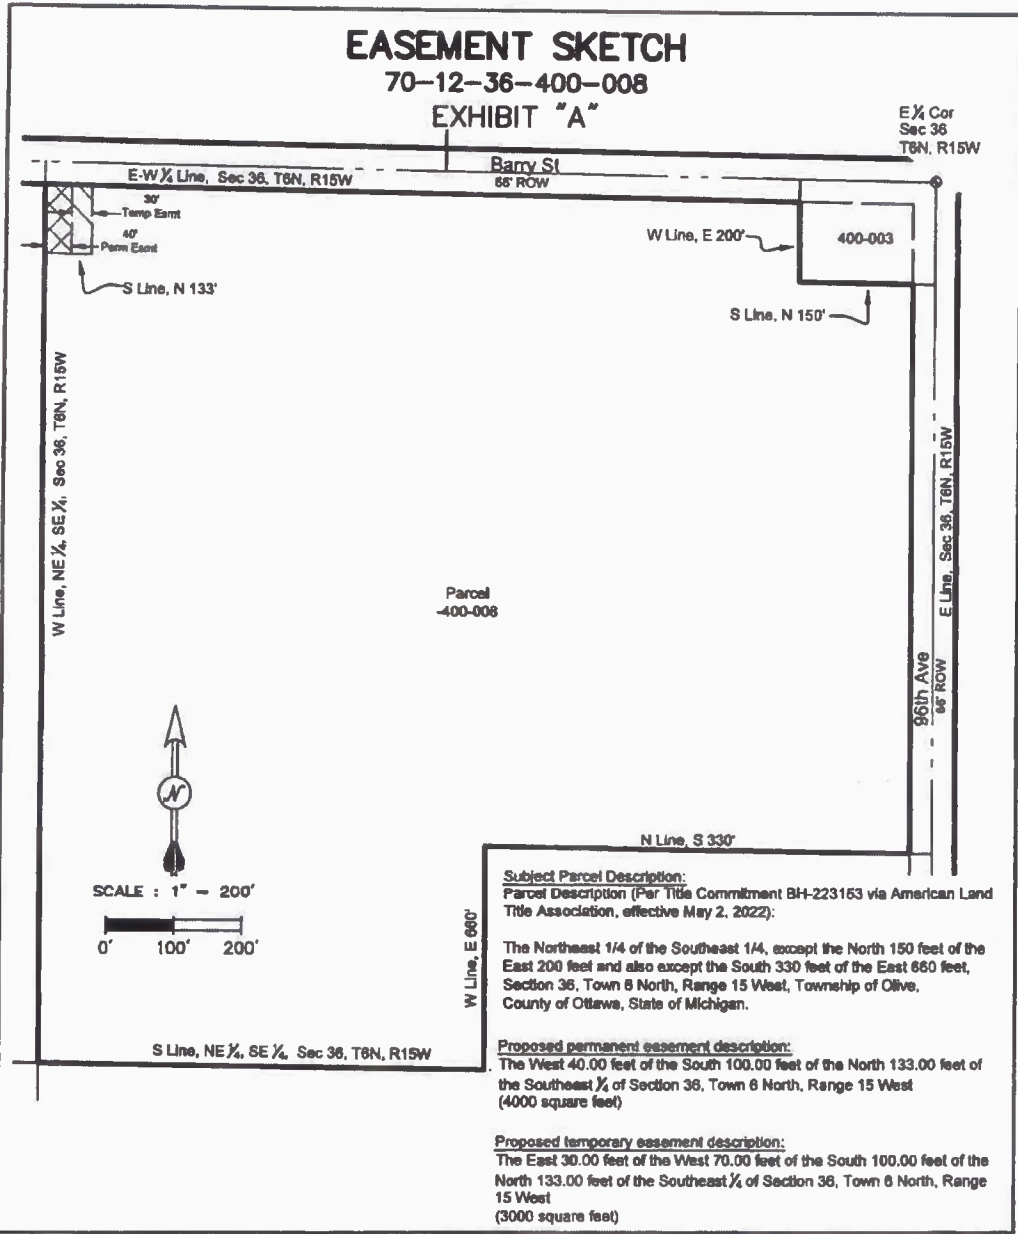 EASEMENT SKETCH
70-12-36-400-008
EXHIBIT "A"
E ¼ Cor
Sec 36
T6N, R15W
Barry St
66' ROW
E-W ¼ Line, Sec 36, T6N, R15W
30'
Temp Esmt
40'
Perm Esmt
S Line, N 133'
W Line, E 200'
400-003
S Line, N 150'
W Line, NE ¼, SE ¼, Sec 36, T6N, R15W
E Line, Sec 36, T6N, R15W
96th Ave
66' ROW
Parcel
-400-008
N
SCALE : 1" = 200'
0' 100' 200'
N Line, S 330'
W Line, E 660'
S Line, NE ¼, SE ¼, Sec 36, T6N, R15W
Subject Parcel Description:
Parcel Description (Per Title Commitment BH-223153 via American Land
Title Association, effective May 2, 2022):
The Northeast 1/4 of the Southeast 1/4, except the North 150 feet of the
East 200 feet and also except the South 330 feet of the East 660 feet,
Section 36, Town 6 North, Range 15 West, Township of Olive,
County of Ottawa, State of Michigan.
Proposed permanent easement description:
The West 40.00 feet of the South 100.00 feet of the North 133.00 feet of
the Southeast ¼ of Section 36, Town 6 North, Range 15 West
(4000 square feet)
Proposed temporary easement description:
The East 30.00 feet of the West 70.00 feet of the South 100.00 feet of the
North 133.00 feet of the Southeast ¼ of Section 36, Town 6 North, Range
15 West
(3000 square feet)